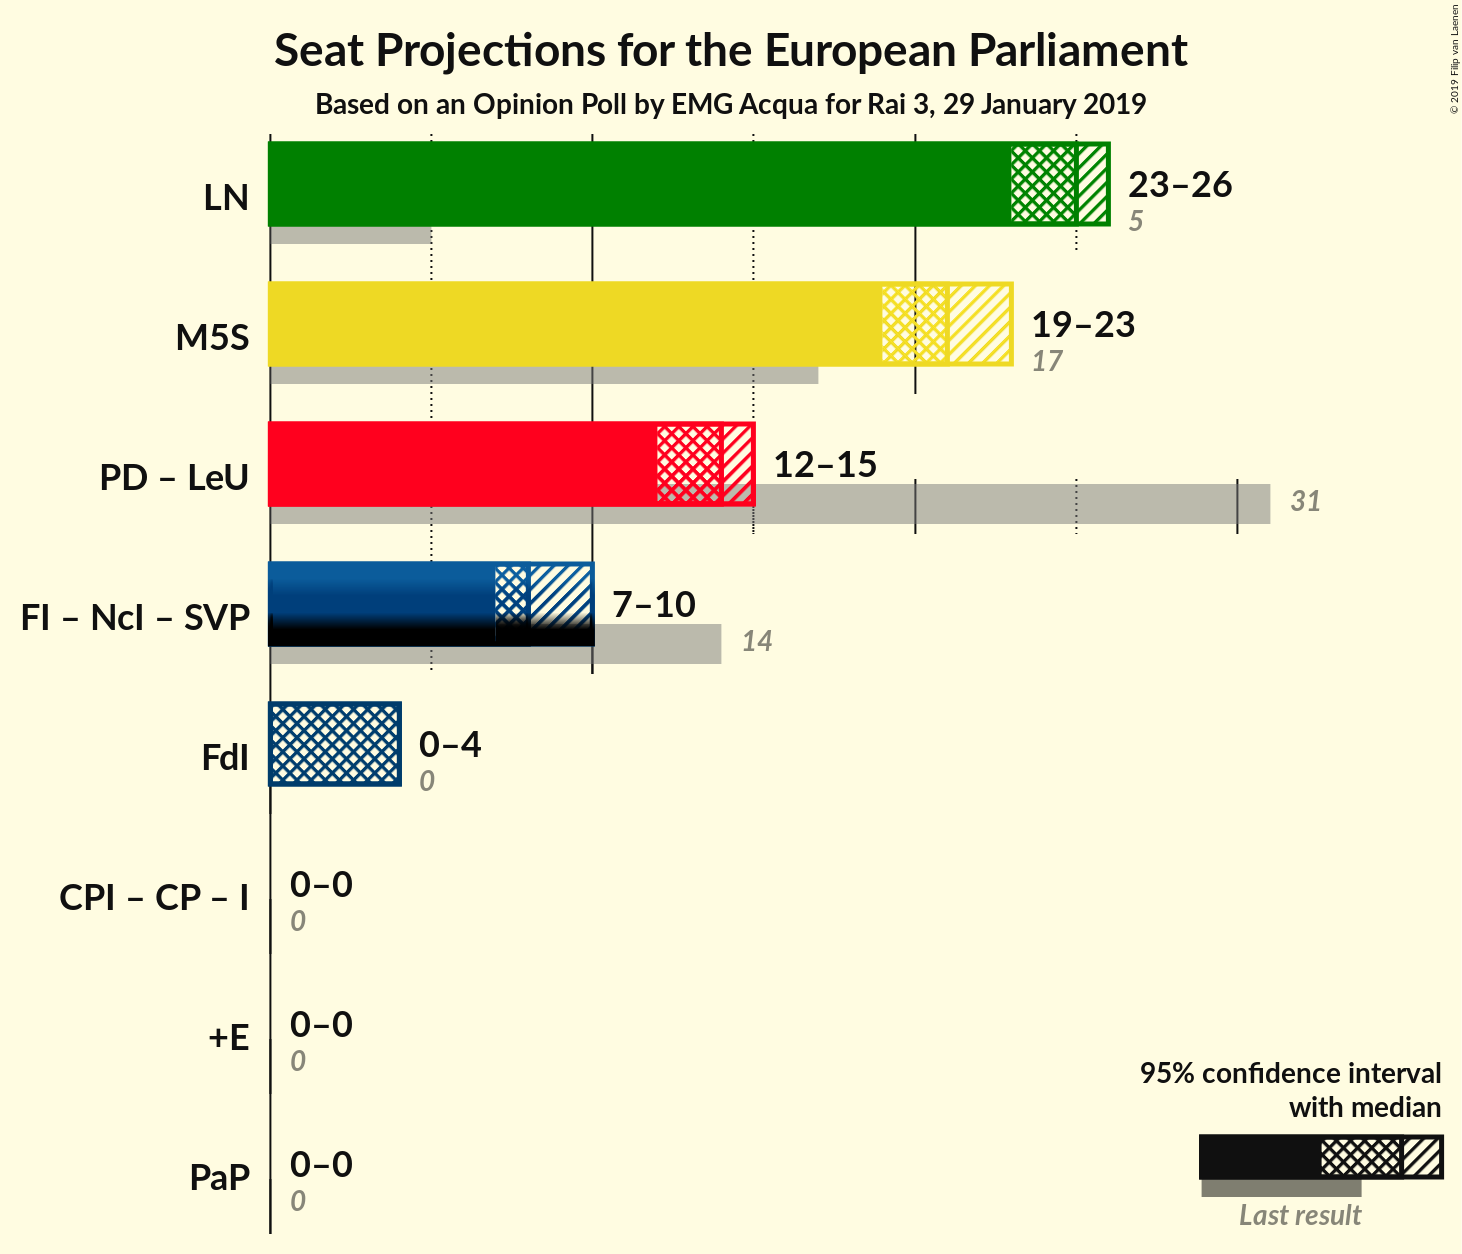 Seat Projections for the European Parliament
Based on an Opinion Poll by EMG Acqua for Rai 3, 29 January 2019
© 2019 Filip van Laenen
LN
23–26
5
M5S
19–23
17
PD – LeU
12–15
31
FI – NcI – SVP
7–10
14
FdI
0–4
0
CPI – CP – I
0–0
0
+E
0–0
0
PaP
0–0
0
95% confidence interval
with median
Last result